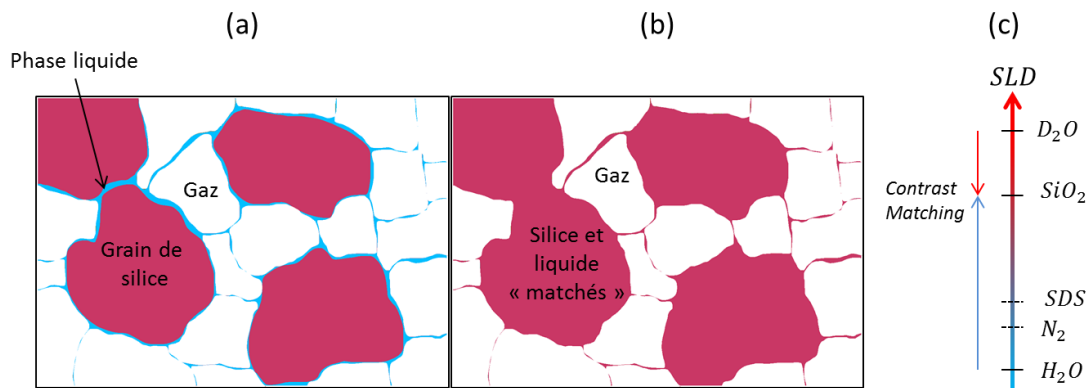 (a)
(b)
(c)
Phase liquide
Gaz
Grain de
silice
Gaz
Silice et
liquide
« matchés »
SLD
D₂O
SiO₂
Contrast
Matching
SDS
N₂
H₂O